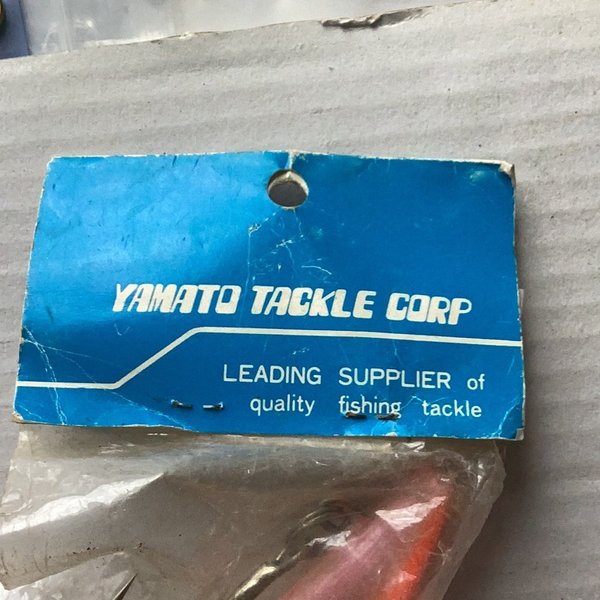 YAMATO TACKLE CORP
LEADING SUPPLIER of
quality fishing tackle